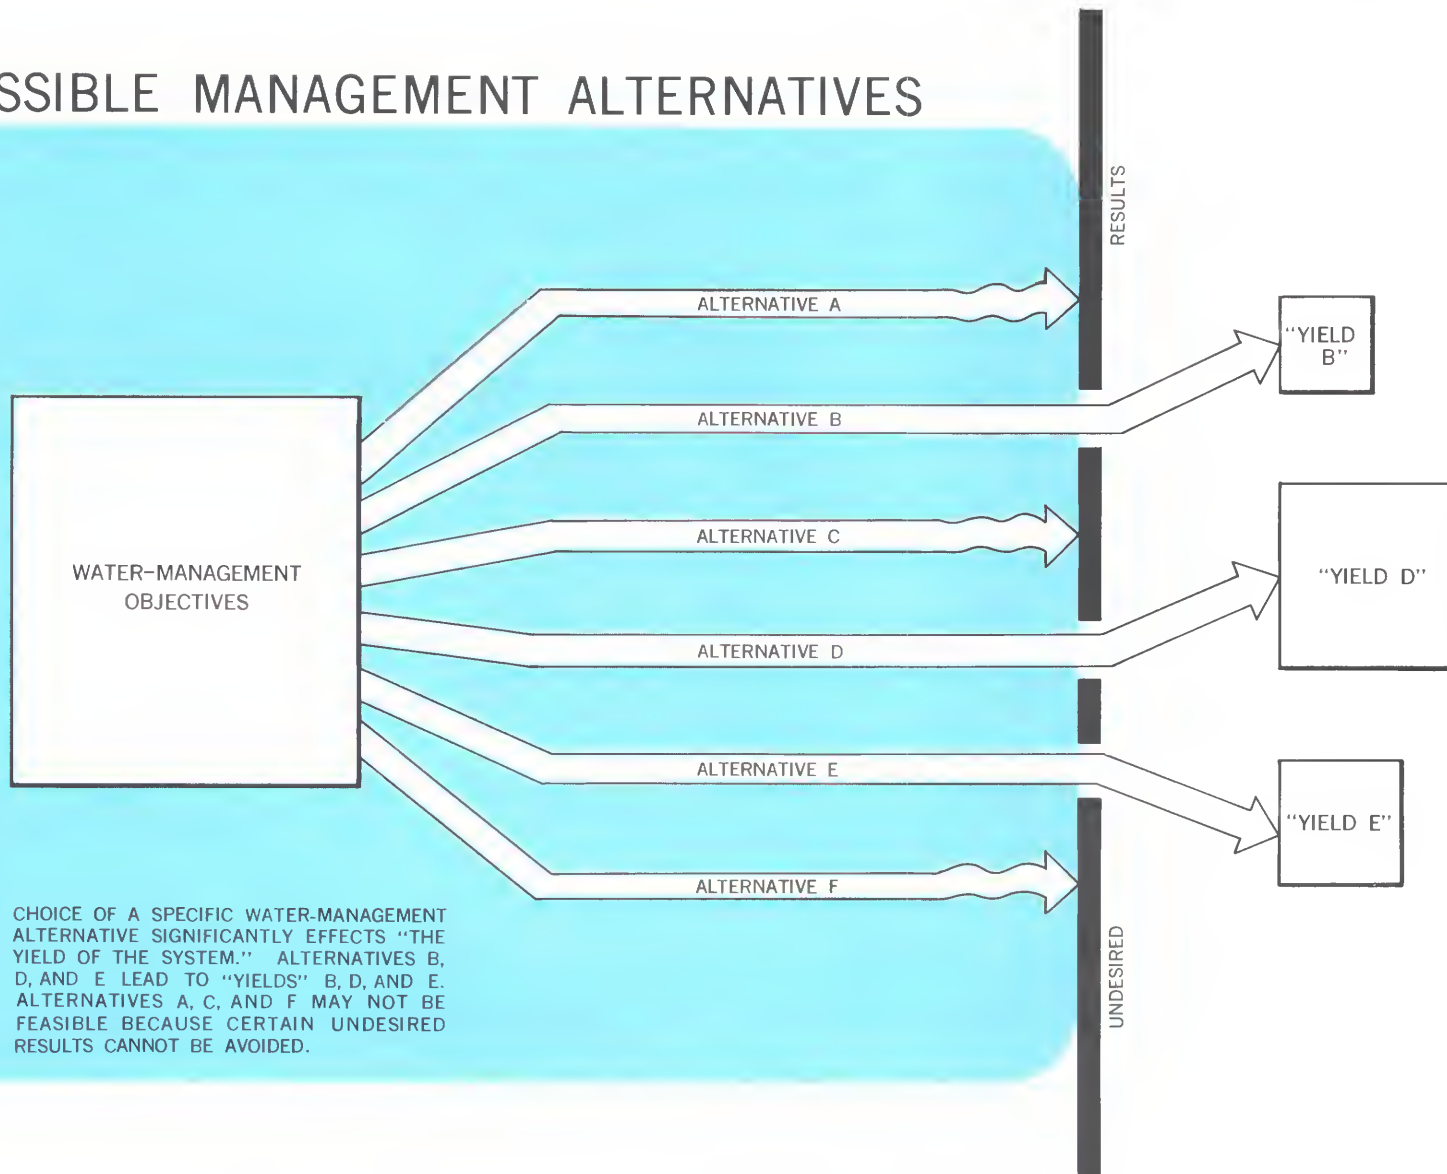 SSIBLE MANAGEMENT ALTERNATIVES
RESULTS
ALTERNATIVE A
"YIELD
B"
ALTERNATIVE B
ALTERNATIVE C
WATER-MANAGEMENT
OBJECTIVES
"YIELD D"
ALTERNATIVE D
ALTERNATIVE E
"YIELD E"
ALTERNATIVE F
CHOICE OF A SPECIFIC WATER-MANAGEMENT
ALTERNATIVE SIGNIFICANTLY EFFECTS "THE
YIELD OF THE SYSTEM." ALTERNATIVES B,
D, AND E LEAD TO "YIELDS" B, D, AND E.
ALTERNATIVES A, C, AND F MAY NOT BE
FEASIBLE BECAUSE CERTAIN UNDESIRED
RESULTS CANNOT BE AVOIDED.
UNDESIRED